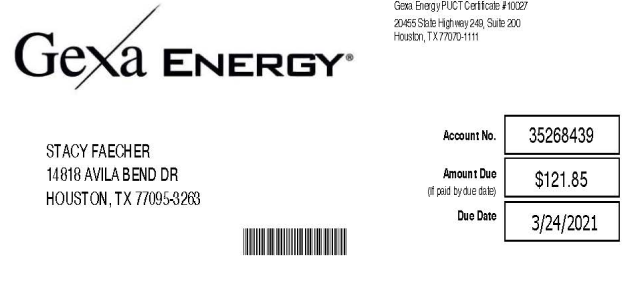 Gexa Energy PUCT Certificate #10027
20455 State Highway 249, Suite 200
Houston, TX 77070-1111
Gexa ENERGY®
STACY FAECHER
14818 AVILA BEND DR
HOUSTON, TX 77095-3263
Account No. 35268439
Amount Due $121.85
(if paid by due date)
Due Date 3/24/2021